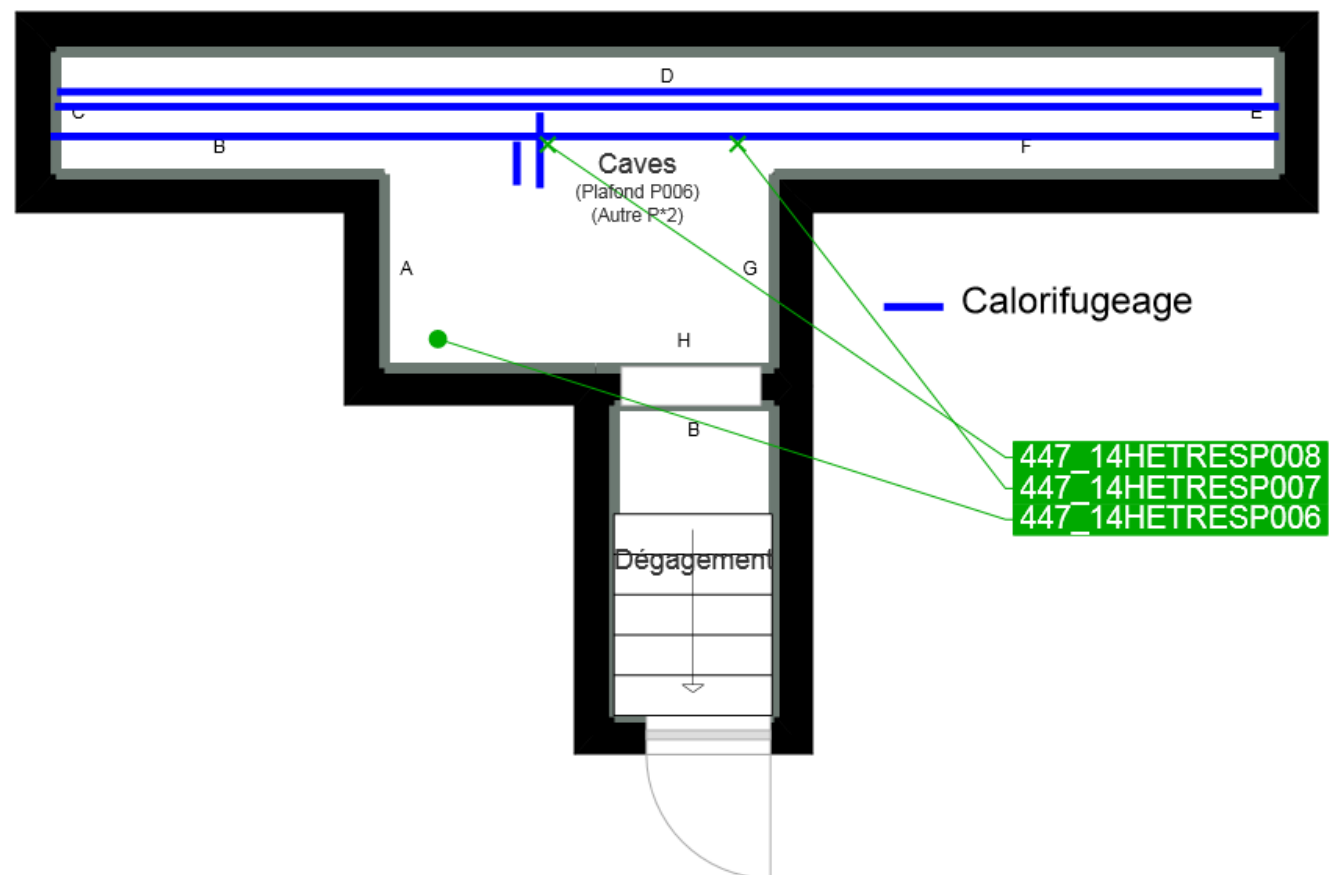 D
C
E
B
F
Caves
(Plafond P006)
(Autre P*2)
A
G
Calorifugeage
H
B
447_14HETRESP008
447_14HETRESP007
447_14HETRESP006
Dégagement